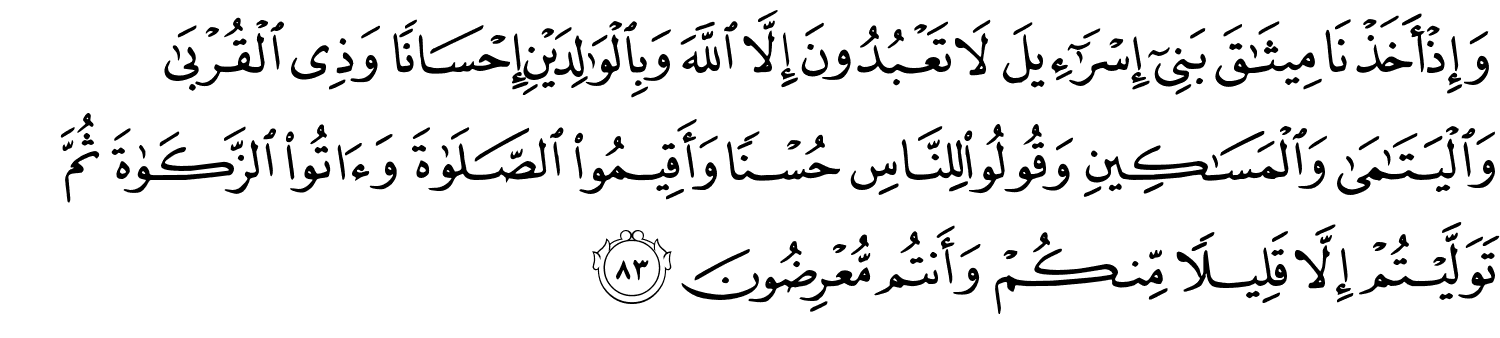 وَإِذْ أَخَذْنَا مِيثَـٰقَ بَنِىٓ إِسْرَٰٓءِيلَ لَا تَعْبُدُونَ إِلَّا ٱللَّهَ وَبِٱلْوَٰلِدَيْنِ إِحْسَانًا وَذِى ٱلْقُرْبَىٰ
وَٱلْيَتَـٰمَىٰ وَٱلْمَسَـٰكِينِ وَقُولُوا۟ لِلنَّاسِ حُسْنًا وَأَقِيمُوا۟ ٱلصَّلَوٰةَ وَءَاتُوا۟ ٱلزَّكَوٰةَ ثُمَّ
تَوَلَّيْتُمْ إِلَّا قَلِيلًا مِّنكُمْ وَأَنتُم مُّعْرِضُونَ ٨٣